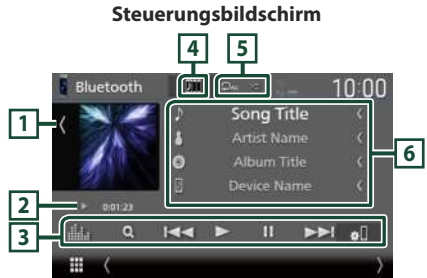 Steuerungsbildschirm
4 5
Bluetooth 10:00
1
Song Title
Artist Name
6
Album Title
Device Name
2
0:01:23
3